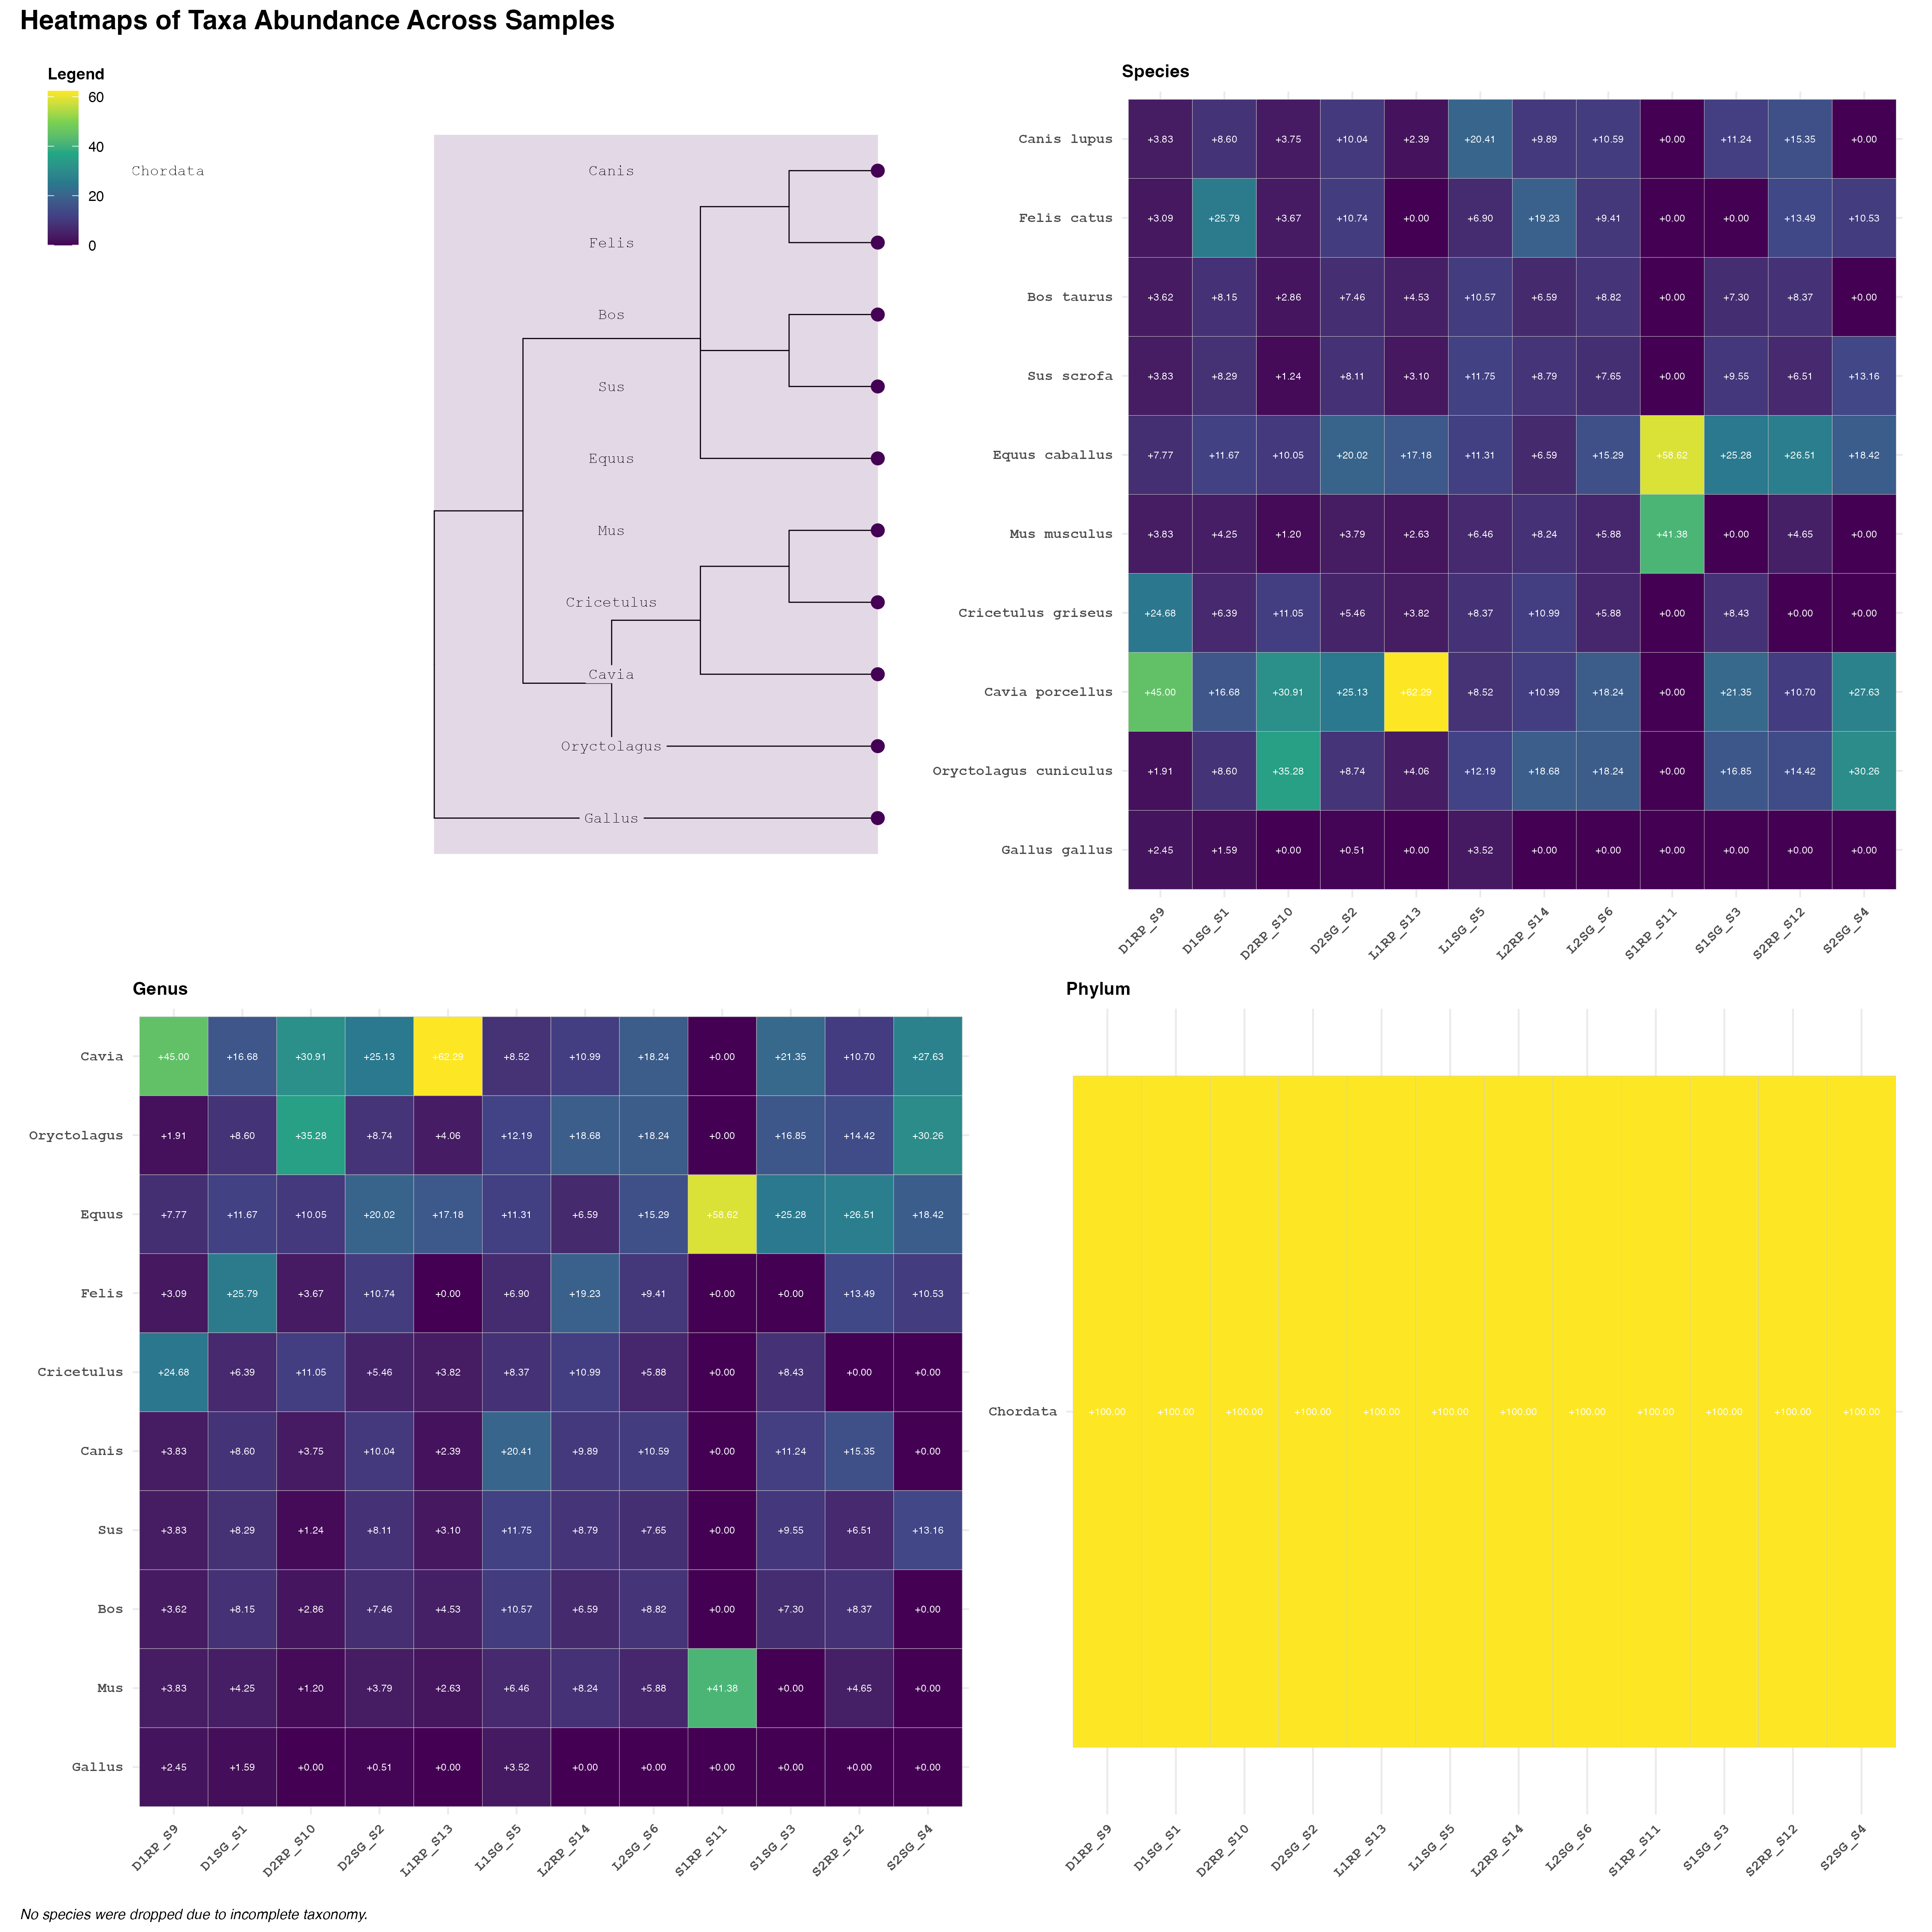 Heatmaps of Taxa Abundance Across Samples
Legend
60
40
20
0
Chordata
Canis
Felis
Bos
Sus
Equus
Mus
Cricetulus
Cavia
Oryctolagus
Gallus
Species
Canis lupus +3.83 +8.60 +3.75 +10.04 +2.39 +20.41 +9.89 +10.59 +0.00 +11.24 +15.35 +0.00
Felis catus +3.09 +25.79 +3.67 +10.74 +0.00 +6.90 +19.23 +9.41 +0.00 +0.00 +13.49 +10.53
Bos taurus +3.62 +8.15 +2.86 +7.46 +4.53 +10.57 +6.59 +8.82 +0.00 +7.30 +8.37 +0.00
Sus scrofa +3.83 +8.29 +1.24 +8.11 +3.10 +11.75 +8.79 +7.65 +0.00 +9.55 +6.51 +13.16
Equus caballus +7.77 +11.67 +10.05 +20.02 +17.18 +11.31 +6.59 +15.29 +58.62 +25.28 +26.51 +18.42
Mus musculus +3.83 +4.25 +1.20 +3.79 +2.63 +6.46 +8.24 +5.88 +41.38 +0.00 +4.65 +0.00
Cricetulus griseus +24.68 +6.39 +11.05 +5.46 +3.82 +8.37 +10.99 +5.88 +0.00 +8.43 +0.00 +0.00
Cavia porcellus +45.00 +16.68 +30.91 +25.13 +62.29 +8.52 +10.99 +18.24 +0.00 +21.35 +10.70 +27.63
Oryctolagus cuniculus +1.91 +8.60 +35.28 +8.74 +4.06 +12.19 +18.68 +18.24 +0.00 +16.85 +14.42 +30.26
Gallus gallus +2.45 +1.59 +0.00 +0.51 +0.00 +3.52 +0.00 +0.00 +0.00 +0.00 +0.00 +0.00
D1RP_S9 D1SG_S1 D2RP_S10 D2SG_S2 L1RP_S13 L1SG_S5 L2RP_S14 L2SG_S6 S1RP_S11 S1SG_S3 S2RP_S12 S2SG_S4
Genus
Cavia +45.00 +16.68 +30.91 +25.13 +62.29 +8.52 +10.99 +18.24 +0.00 +21.35 +10.70 +27.63
Oryctolagus +1.91 +8.60 +35.28 +8.74 +4.06 +12.19 +18.68 +18.24 +0.00 +16.85 +14.42 +30.26
Equus +7.77 +11.67 +10.05 +20.02 +17.18 +11.31 +6.59 +15.29 +58.62 +25.28 +26.51 +18.42
Felis +3.09 +25.79 +3.67 +10.74 +0.00 +6.90 +19.23 +9.41 +0.00 +0.00 +13.49 +10.53
Cricetulus +24.68 +6.39 +11.05 +5.46 +3.82 +8.37 +10.99 +5.88 +0.00 +8.43 +0.00 +0.00
Canis +3.83 +8.60 +3.75 +10.04 +2.39 +20.41 +9.89 +10.59 +0.00 +11.24 +15.35 +0.00
Sus +3.83 +8.29 +1.24 +8.11 +3.10 +11.75 +8.79 +7.65 +0.00 +9.55 +6.51 +13.16
Bos +3.62 +8.15 +2.86 +7.46 +4.53 +10.57 +6.59 +8.82 +0.00 +7.30 +8.37 +0.00
Mus +3.83 +4.25 +1.20 +3.79 +2.63 +6.46 +8.24 +5.88 +41.38 +0.00 +4.65 +0.00
Gallus +2.45 +1.59 +0.00 +0.51 +0.00 +3.52 +0.00 +0.00 +0.00 +0.00 +0.00 +0.00
D1RP_S9 D1SG_S1 D2RP_S10 D2SG_S2 L1RP_S13 L1SG_S5 L2RP_S14 L2SG_S6 S1RP_S11 S1SG_S3 S2RP_S12 S2SG_S4
Phylum
Chordata +100.00 +100.00 +100.00 +100.00 +100.00 +100.00 +100.00 +100.00 +100.00 +100.00 +100.00 +100.00
D1RP_S9 D1SG_S1 D2RP_S10 D2SG_S2 L1RP_S13 L1SG_S5 L2RP_S14 L2SG_S6 S1RP_S11 S1SG_S3 S2RP_S12 S2SG_S4
No species were dropped due to incomplete taxonomy.